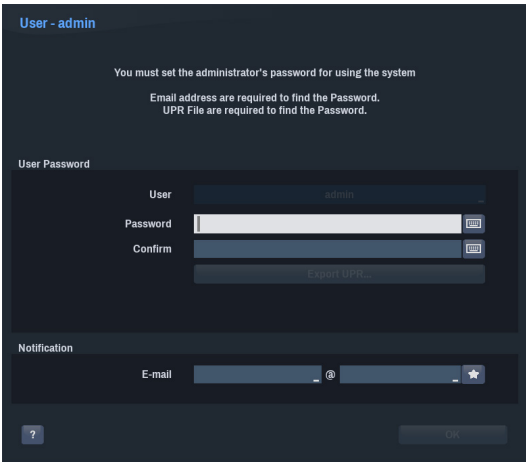 User - admin
You must set the administrator's password for using the system
Email address are required to find the Password.
UPR File are required to find the Password.
User Password
User admin
Password
Confirm
Export UPR...
Notification
E-mail @
? OK